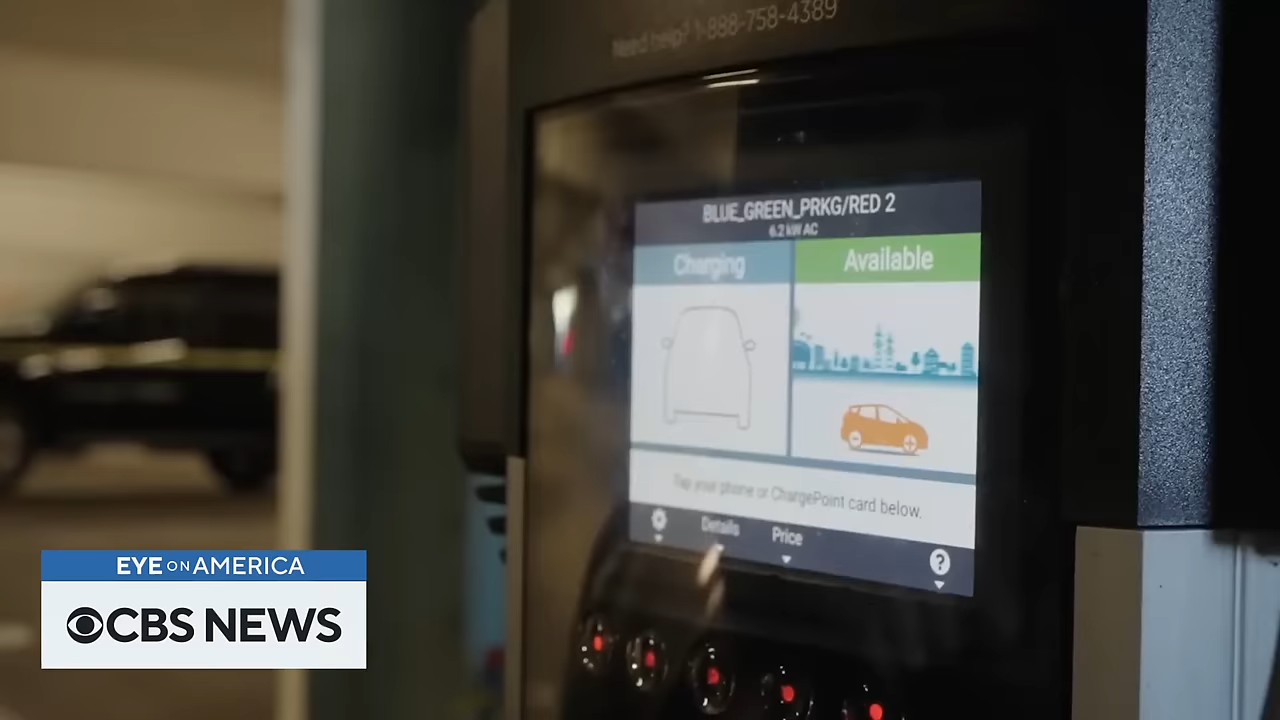 Need help? 1-888-758-4389
BLUE_GREEN_PRKG/RED 2
6.2 kW AC
Charging
Available
Tap your phone or ChargePoint card below.
Details
Price
?
EYE ON AMERICA
CBS NEWS